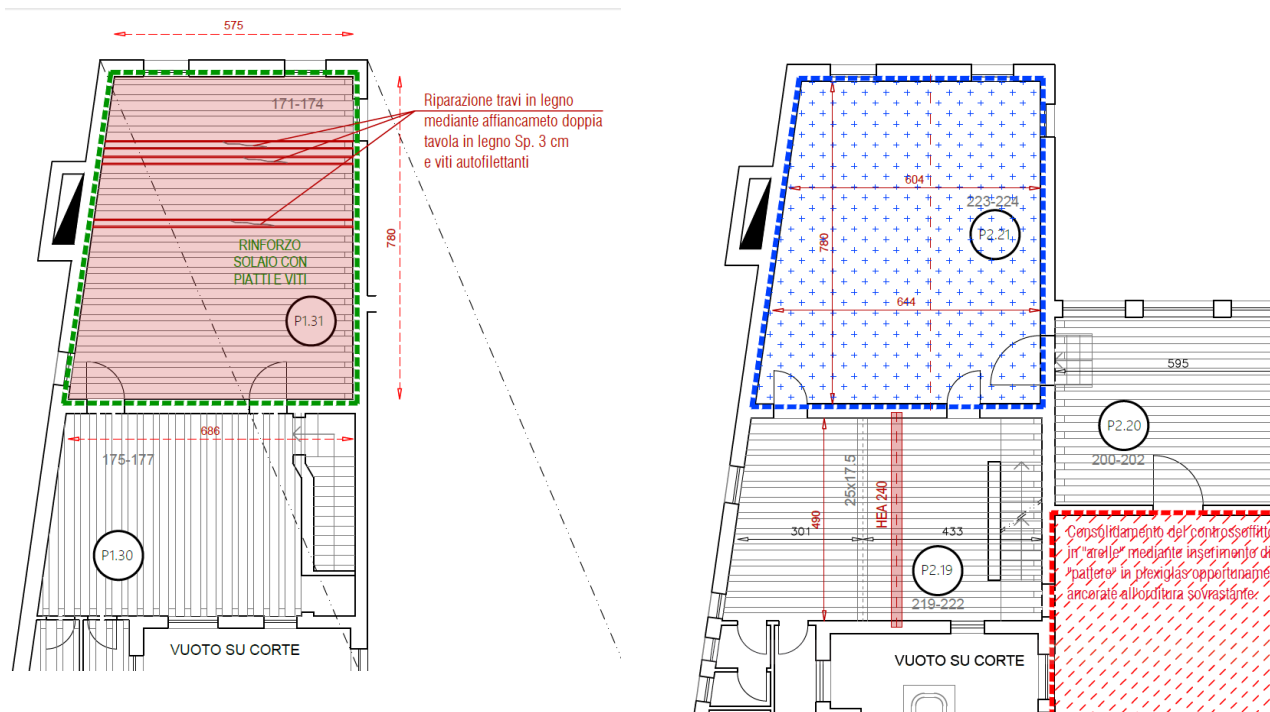 575
171-174
Riparazione travi in legno
mediante affiancameto doppia
tavola in legno Sp. 3 cm
e viti autofilettanti
780
RINFORZO
SOLAIO CON
PIATTI E VITI
P1.31
686
175-177
P1.30
VUOTO SU CORTE
604
223-224
P2.21
780
644
595
P2.20
200-202
25x17.5
HEA 240
490
301
433
P2.19
219-222
Consolidamento del controssoffitto
in "arelle" mediante inserimento di
"pattere" in plexiglas opportuname
ancorate all'orditura sovrastante.
VUOTO SU CORTE